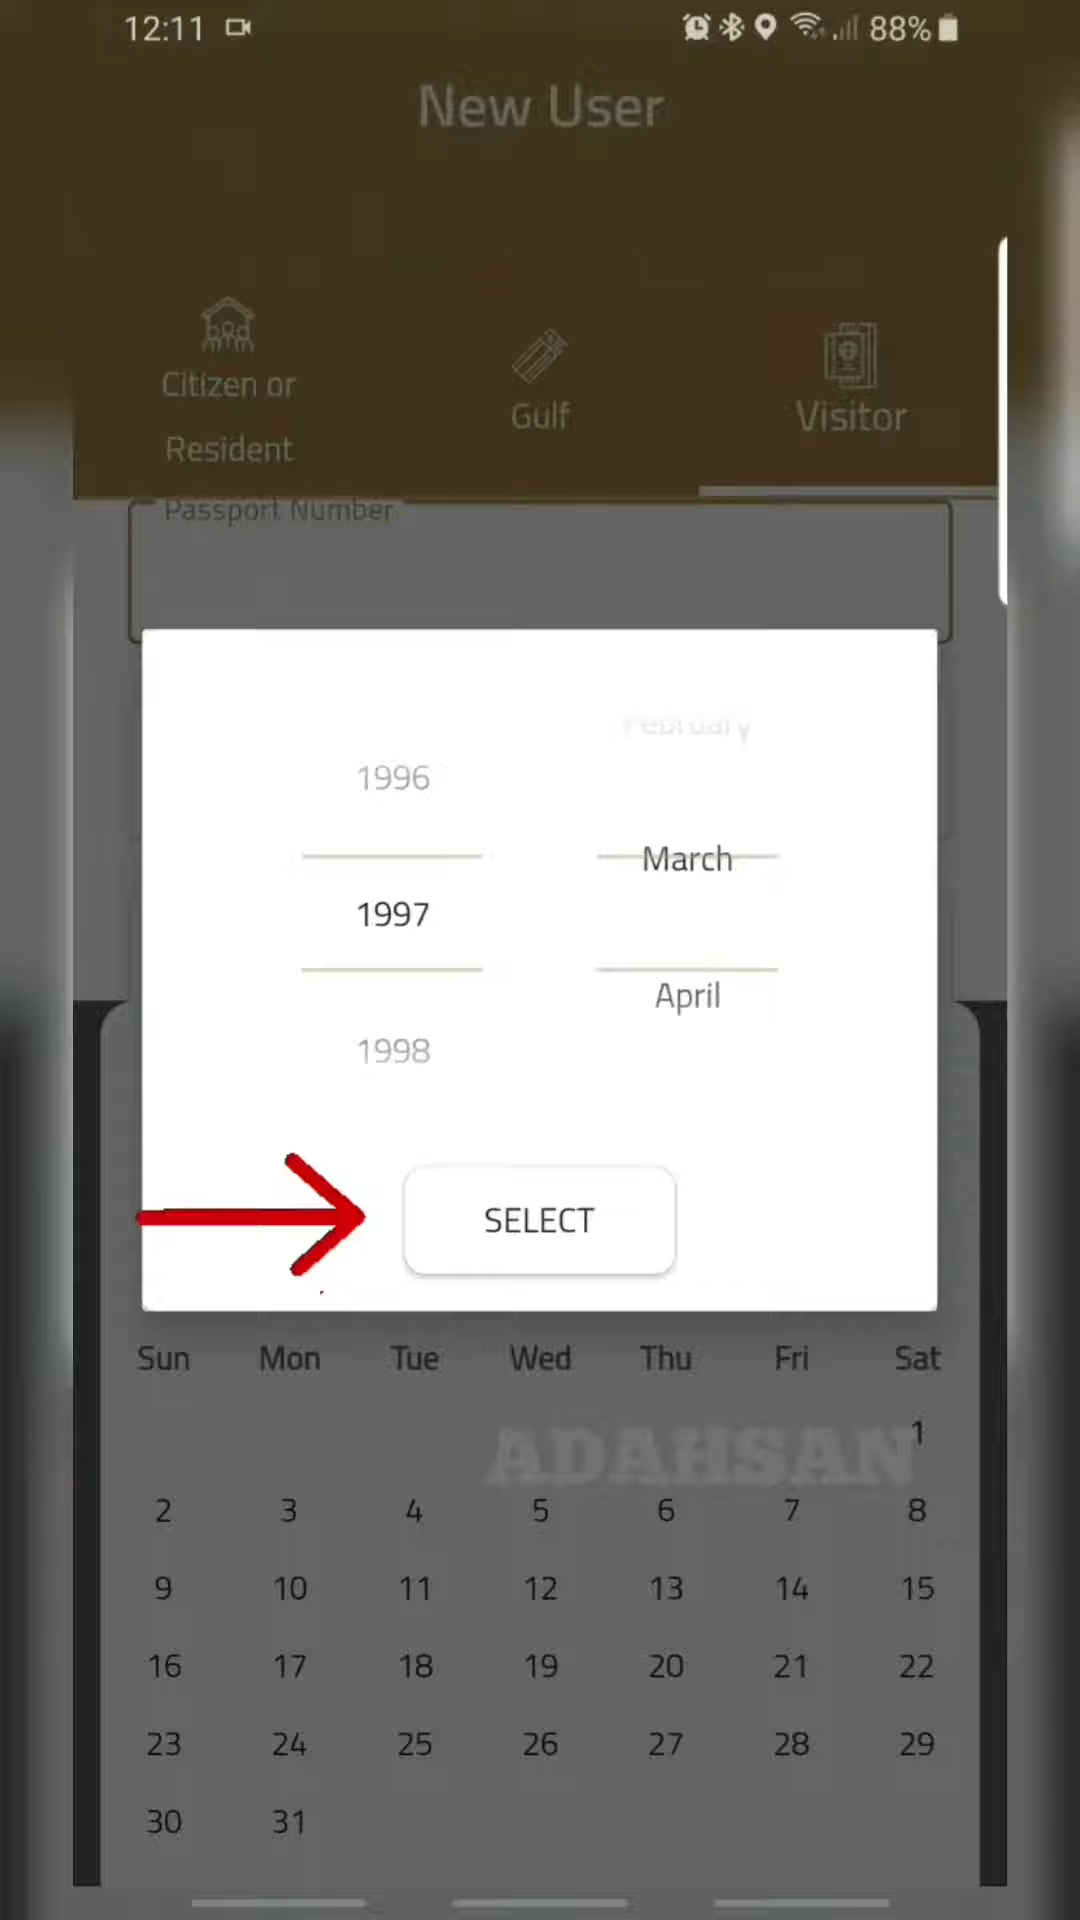 12:11 88%
New User
Citizen or
Resident
Gulf
Visitor
Passport Number
February
1996
March
1997
April
1998
SELECT
Sun Mon Tue Wed Thu Fri Sat
1
ADAHSAN
2 3 4 5 6 7 8
9 10 11 12 13 14 15
16 17 18 19 20 21 22
23 24 25 26 27 28 29
30 31